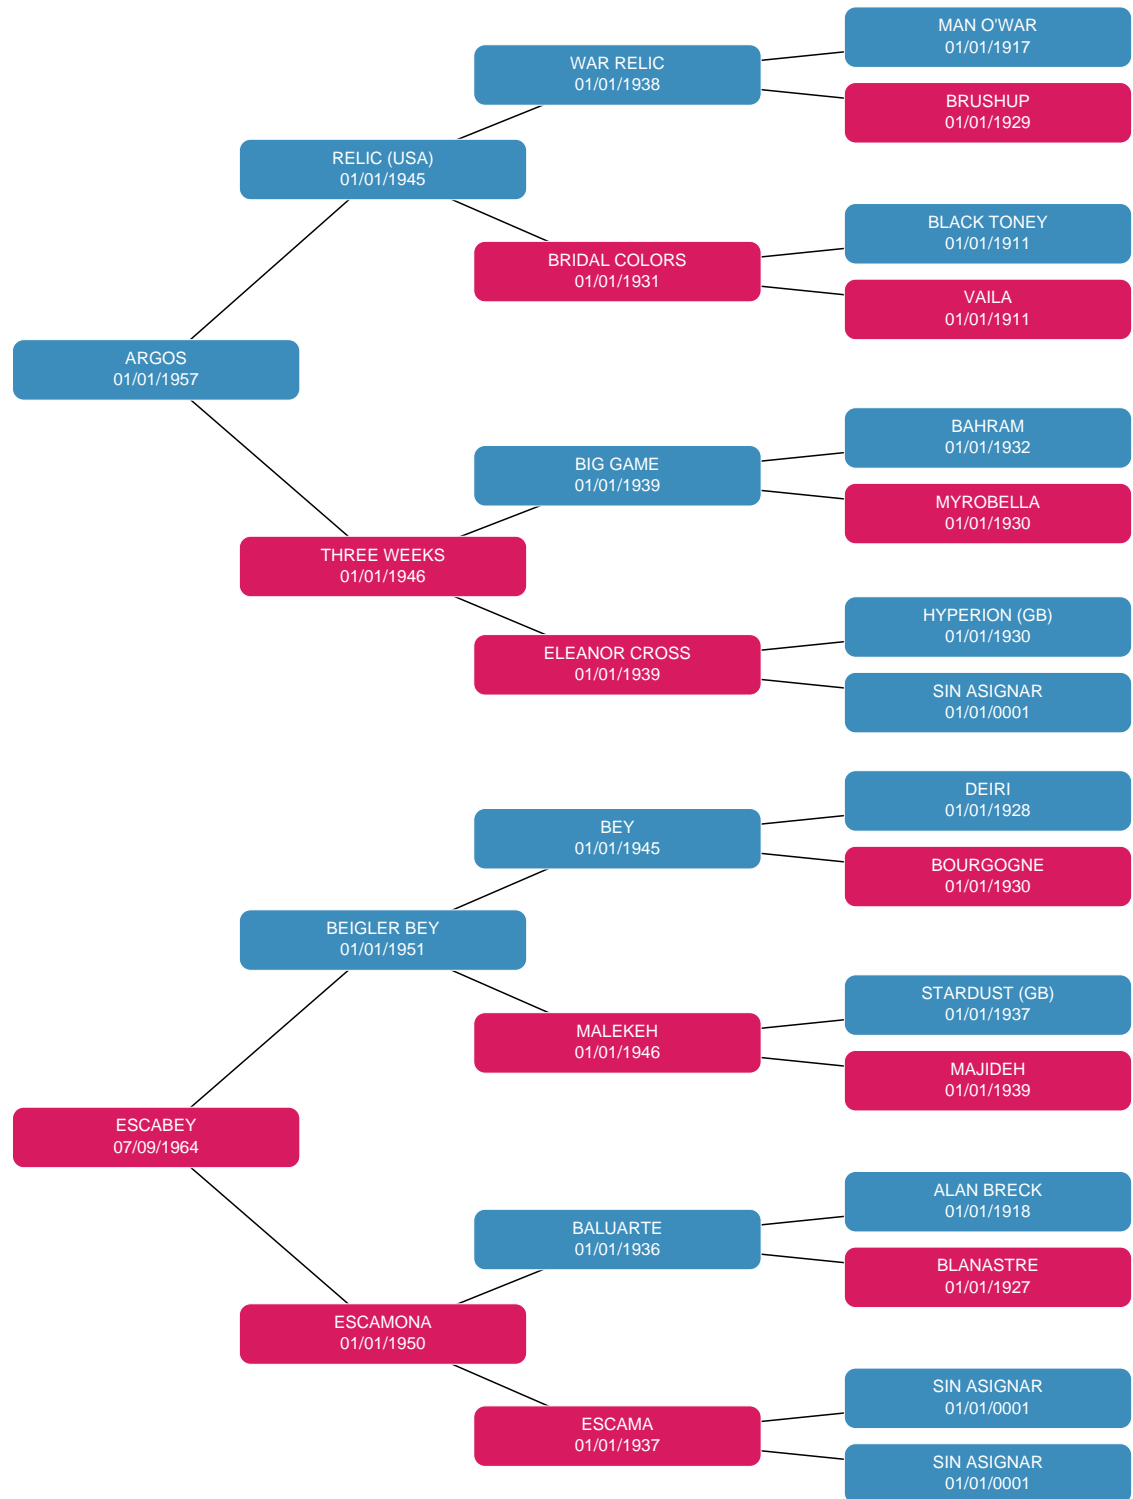 MAN O'WAR
01/01/1917
WAR RELIC
01/01/1938
BRUSHUP
01/01/1929
RELIC (USA)
01/01/1945
BLACK TONEY
01/01/1911
BRIDAL COLORS
01/01/1931
VAILA
01/01/1911
ARGOS
01/01/1957
BAHRAM
01/01/1932
BIG GAME
01/01/1939
MYROBELLA
01/01/1930
THREE WEEKS
01/01/1946
HYPERION (GB)
01/01/1930
ELEANOR CROSS
01/01/1939
SIN ASIGNAR
01/01/0001
DEIRI
01/01/1928
BEY
01/01/1945
BOURGOGNE
01/01/1930
BEIGLER BEY
01/01/1951
STARDUST (GB)
01/01/1937
MALEKEH
01/01/1946
MAJIDEH
01/01/1939
ESCABEY
07/09/1964
ALAN BRECK
01/01/1918
BALUARTE
01/01/1936
BLANASTRE
01/01/1927
ESCAMONA
01/01/1950
SIN ASIGNAR
01/01/0001
ESCAMA
01/01/1937
SIN ASIGNAR
01/01/0001